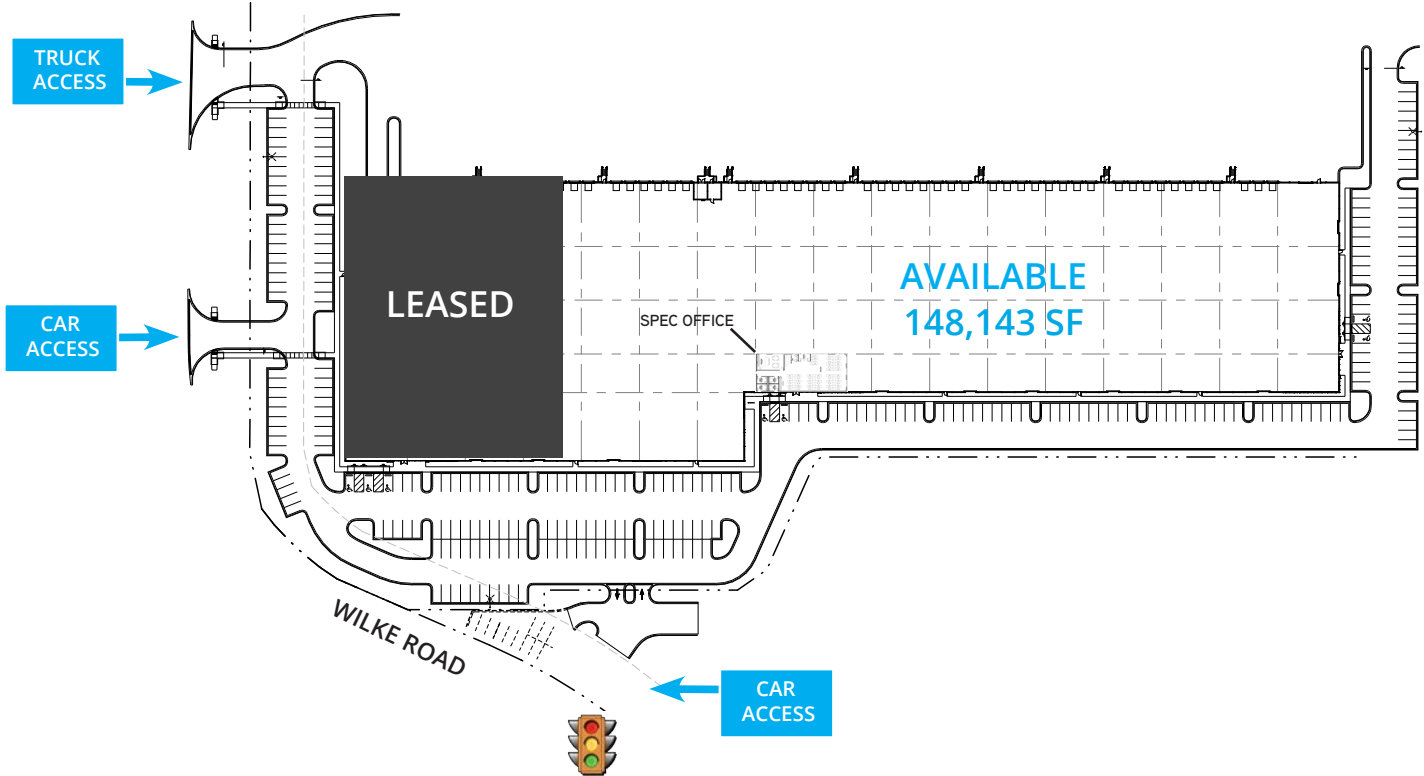 TRUCK
ACCESS
LEASED
AVAILABLE
148,143 SF
SPEC OFFICE
CAR
ACCESS
WILKE ROAD
CAR
ACCESS